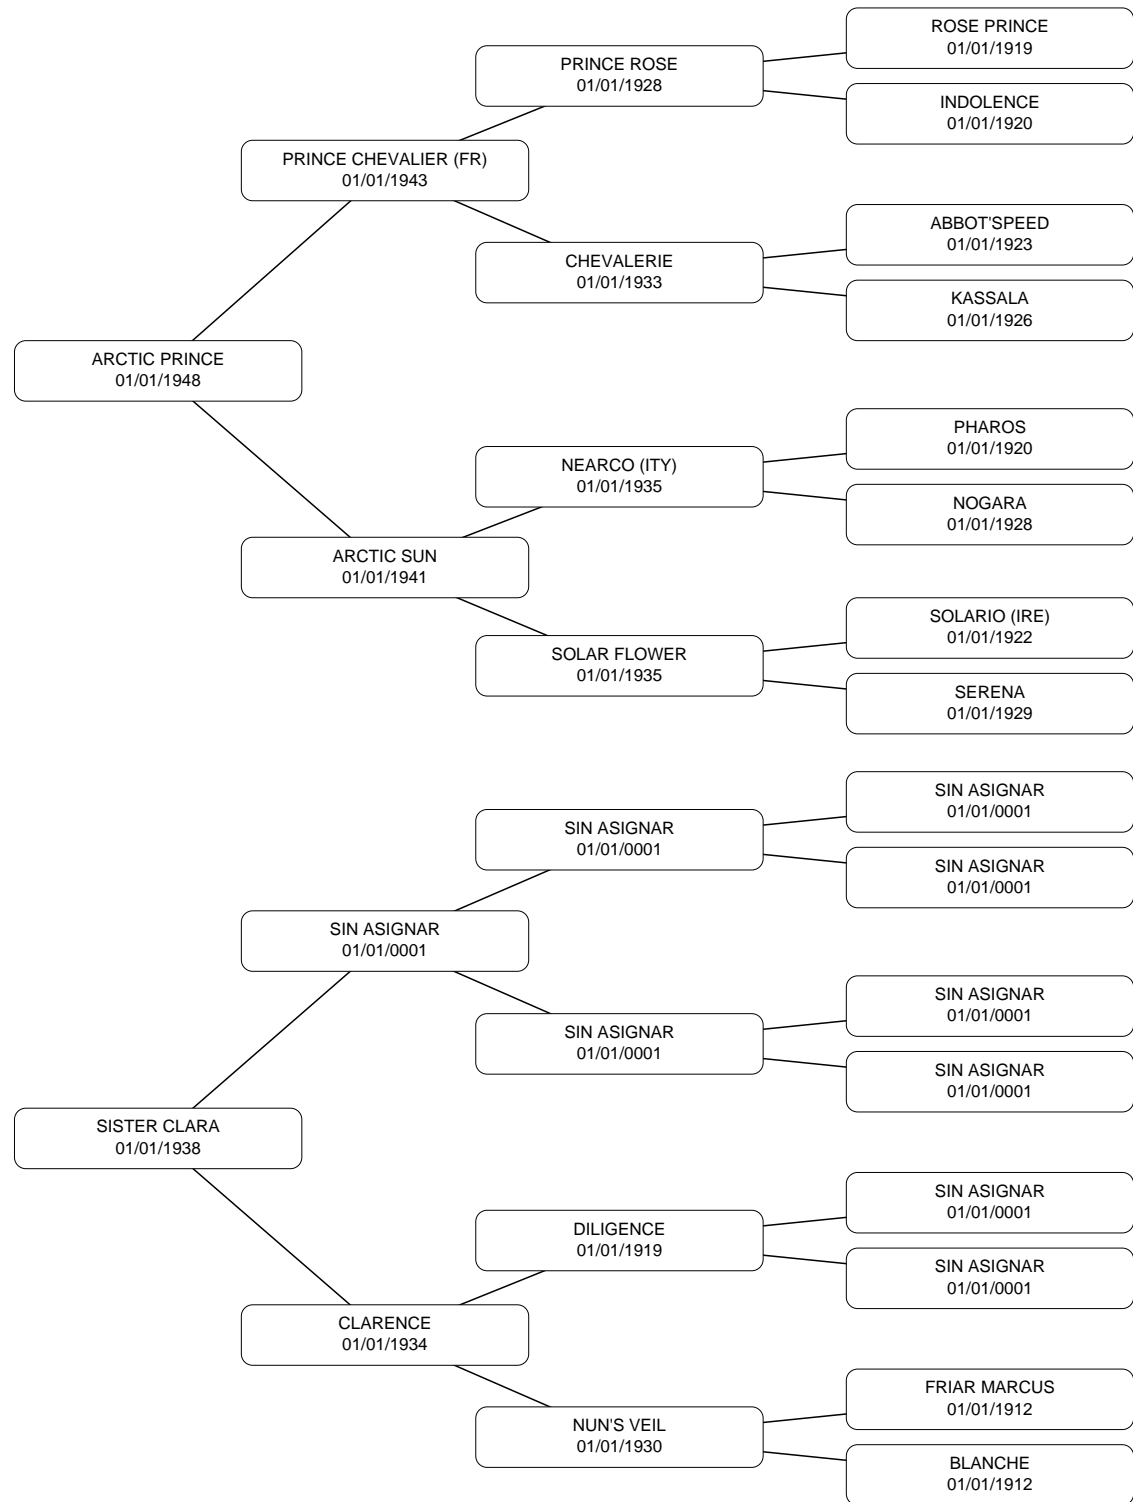 ROSE PRINCE
01/01/1919
PRINCE ROSE
01/01/1928
INDOLENCE
01/01/1920
PRINCE CHEVALIER (FR)
01/01/1943
ABBOT'SPEED
01/01/1923
CHEVALERIE
01/01/1933
KASSALA
01/01/1926
ARCTIC PRINCE
01/01/1948
PHAROS
01/01/1920
NEARCO (ITY)
01/01/1935
NOGARA
01/01/1928
ARCTIC SUN
01/01/1941
SOLARIO (IRE)
01/01/1922
SOLAR FLOWER
01/01/1935
SERENA
01/01/1929
SIN ASIGNAR
01/01/0001
SIN ASIGNAR
01/01/0001
SIN ASIGNAR
01/01/0001
SIN ASIGNAR
01/01/0001
SIN ASIGNAR
01/01/0001
SIN ASIGNAR
01/01/0001
SIN ASIGNAR
01/01/0001
SISTER CLARA
01/01/1938
SIN ASIGNAR
01/01/0001
DILIGENCE
01/01/1919
SIN ASIGNAR
01/01/0001
CLARENCE
01/01/1934
FRIAR MARCUS
01/01/1912
NUN'S VEIL
01/01/1930
BLANCHE
01/01/1912